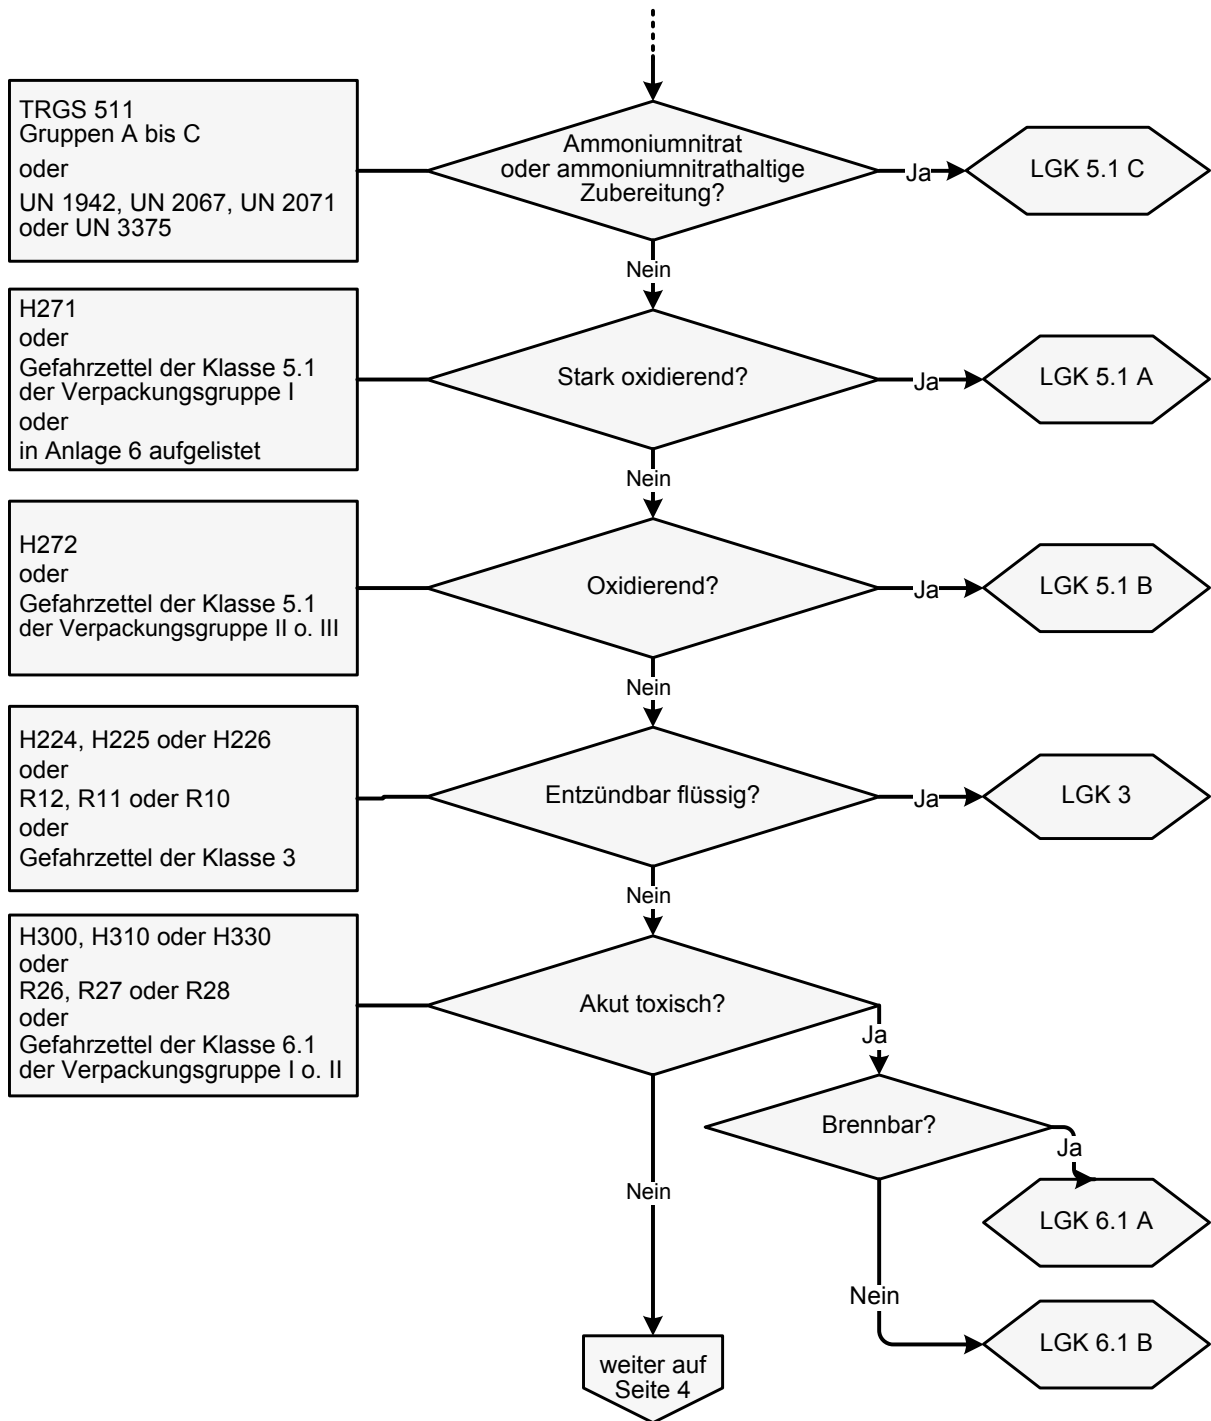 TRGS 511
Gruppen A bis C
oder
UN 1942, UN 2067, UN 2071
oder UN 3375
Ammoniumnitrat
oder ammoniumnitrathaltige
Zubereitung?
Ja
LGK 5.1 C
Nein
H271
oder
Gefahrzettel der Klasse 5.1
der Verpackungsgruppe I
oder
in Anlage 6 aufgelistet
Stark oxidierend?
Ja
LGK 5.1 A
Nein
H272
oder
Gefahrzettel der Klasse 5.1
der Verpackungsgruppe II o. III
Oxidierend?
Ja
LGK 5.1 B
Nein
H224, H225 oder H226
oder
R12, R11 oder R10
oder
Gefahrzettel der Klasse 3
Entzündbar flüssig?
Ja
LGK 3
Nein
H300, H310 oder H330
oder
R26, R27 oder R28
oder
Gefahrzettel der Klasse 6.1
der Verpackungsgruppe I o. II
Akut toxisch?
Ja
Brennbar?
Ja
LGK 6.1 A
Nein
Nein
LGK 6.1 B
weiter auf
Seite 4